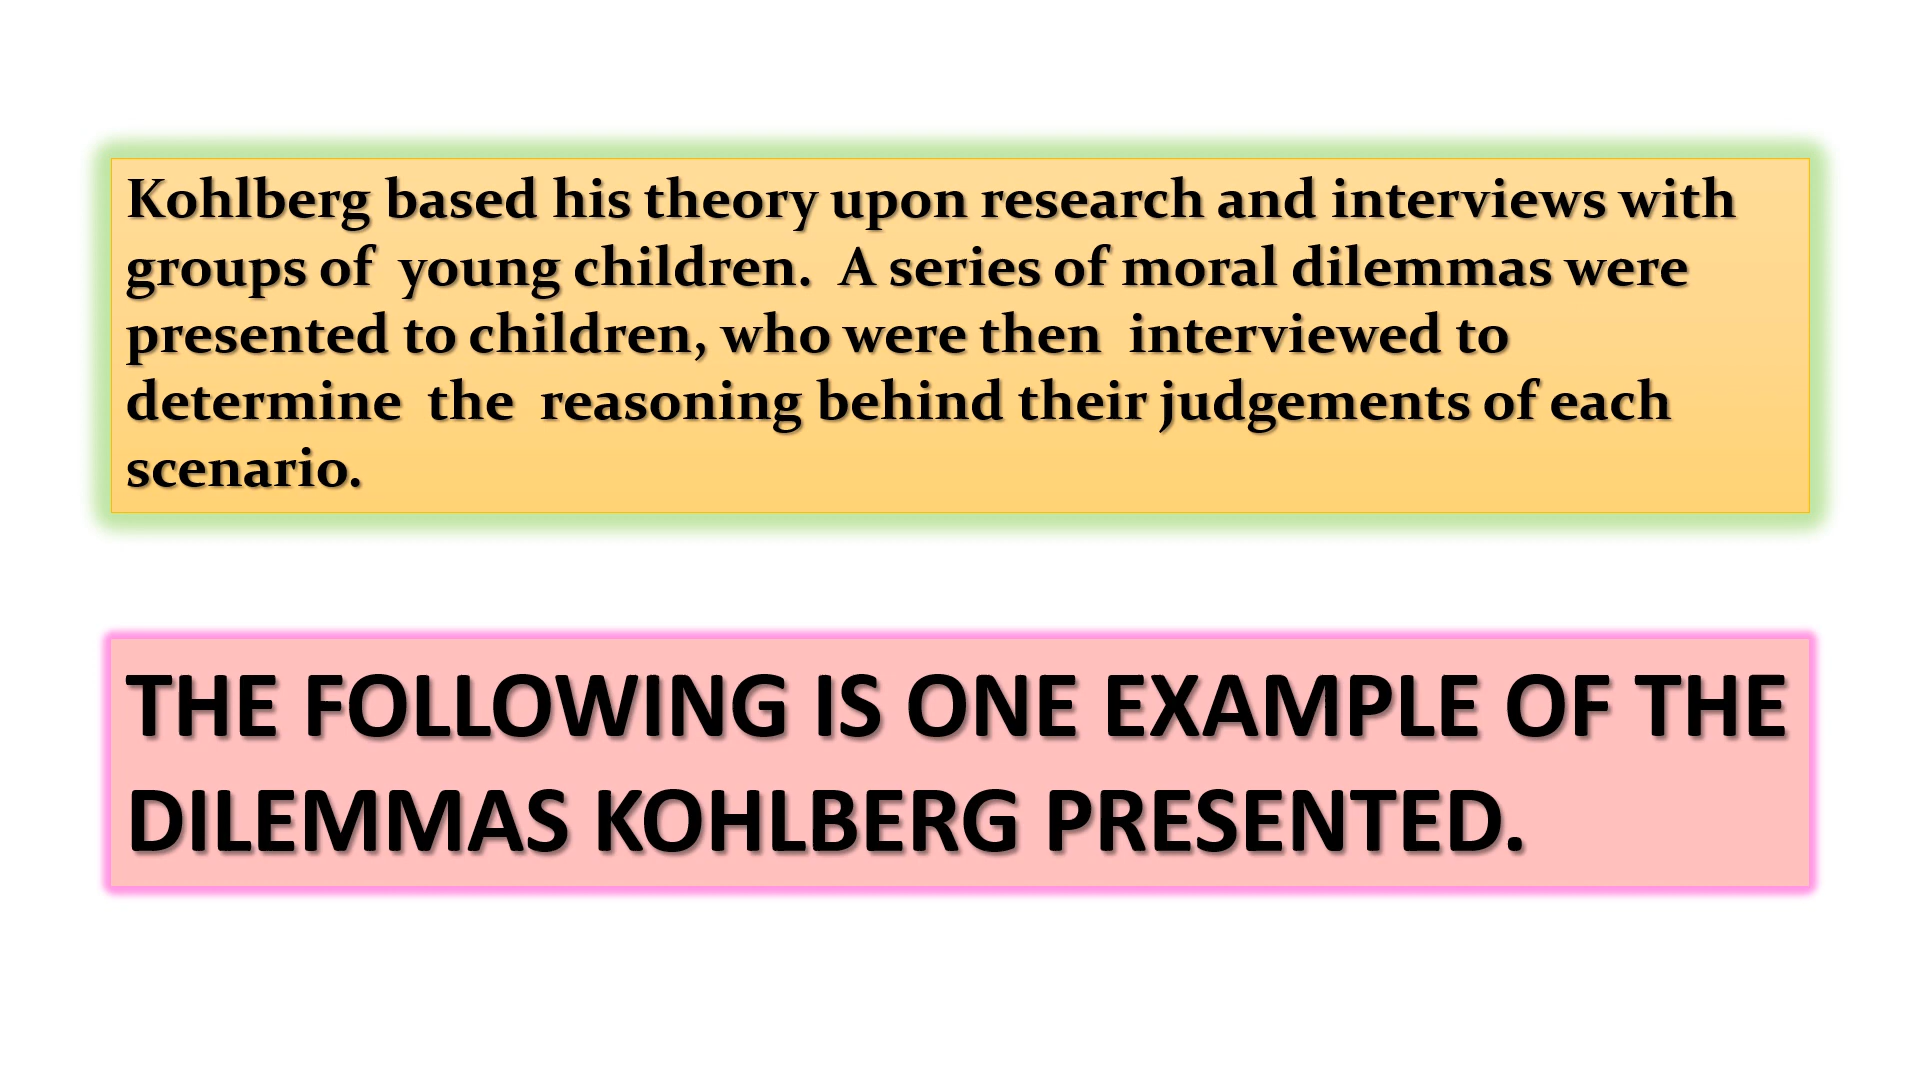 Kohlberg based his theory upon research and interviews with
groups of  young children.  A series of moral dilemmas were
presented to children, who were then  interviewed to
determine  the  reasoning behind their judgements of each
scenario.
THE FOLLOWING IS ONE EXAMPLE OF THE
DILEMMAS KOHLBERG PRESENTED.